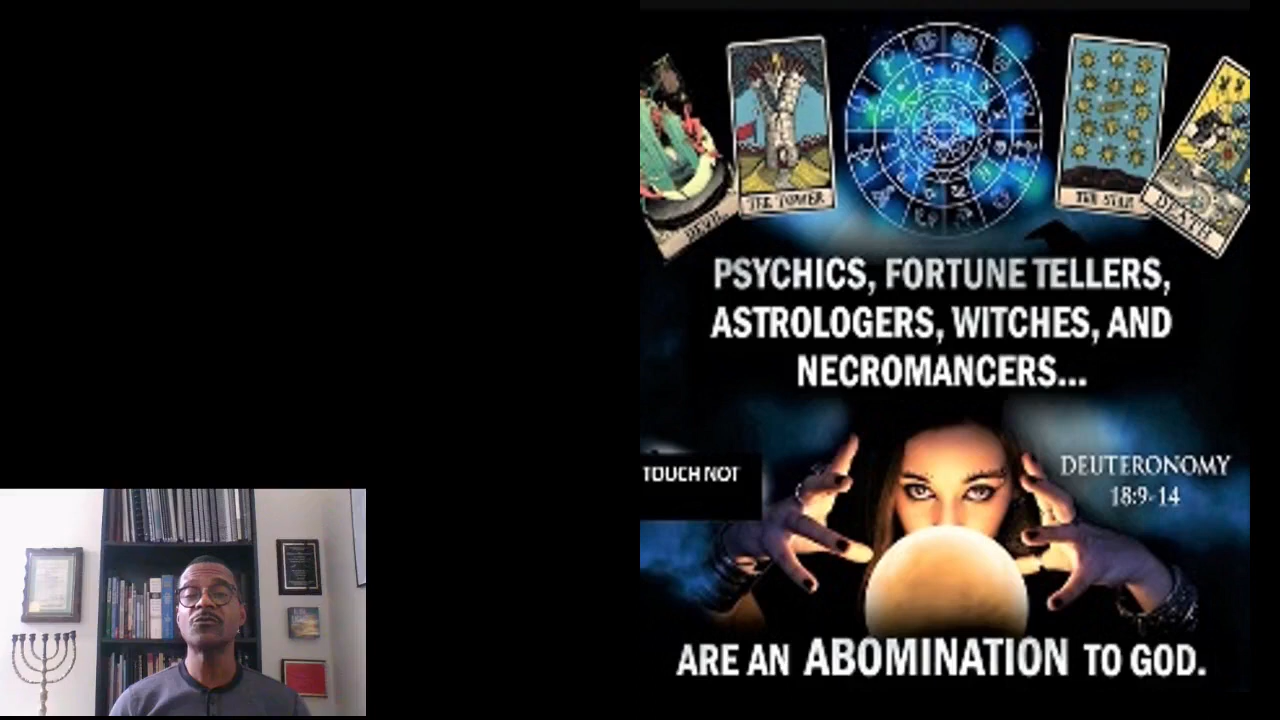 DEVIL
THE TOWER
THE STAR
DEATH
PSYCHICS, FORTUNE TELLERS,
ASTROLOGERS, WITCHES, AND
NECROMANCERS...
TOUCH NOT
DEUTERONOMY
18:9-14
ARE AN ABOMINATION TO GOD.